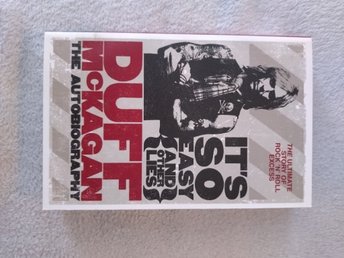 THE ULTIMATE
STORY OF
ROCK 'N' ROLL
EXCESS
IT'S
SO
EASY
{AND
OTHER
LIES}
DUFF
McKAGAN
THE AUTOBIOGRAPHY